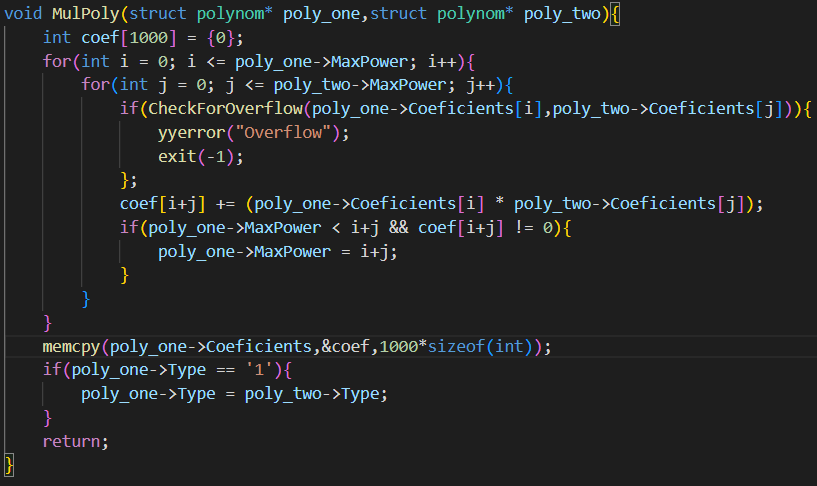 void MulPoly(struct polynom* poly_one,struct polynom* poly_two){
    int coef[1000] = {0};
    for(int i = 0; i <= poly_one->MaxPower; i++){
        for(int j = 0; j <= poly_two->MaxPower; j++){
            if(CheckForOverflow(poly_one->Coeficients[i],poly_two->Coeficients[j])){
                yyerror("Overflow");
                exit(-1);
            };
            coef[i+j] += (poly_one->Coeficients[i] * poly_two->Coeficients[j]);
            if(poly_one->MaxPower < i+j && coef[i+j] != 0){
                poly_one->MaxPower = i+j;
            }
        }
    }
    memcpy(poly_one->Coeficients,&coef,1000*sizeof(int));
    if(poly_one->Type == '1'){
        poly_one->Type = poly_two->Type;
    }
    return;
}